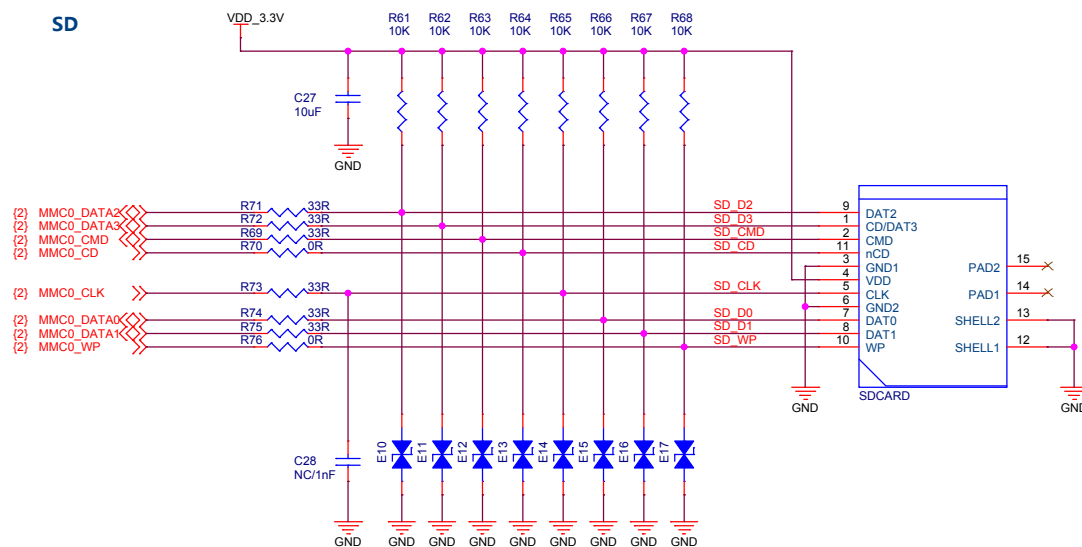 SD
VDD_3.3V
R61 R62 R63 R64 R65 R66 R67 R68
10K 10K 10K 10K 10K 10K 10K 10K
C27
10uF
GND
{2} MMC0_DATA2 R71 33R SD_D2 9 DAT2
{2} MMC0_DATA3 R72 33R SD_D3 1 CD/DAT3
{2} MMC0_CMD R69 33R SD_CMD 2 CMD
{2} MMC0_CD R70 0R SD_CD 11 nCD
3 GND1 PAD2 15
4 VDD
{2} MMC0_CLK R73 33R SD_CLK 5 CLK PAD1 14
6 GND2
{2} MMC0_DATA0 R74 33R SD_D0 7 DAT0 SHELL2 13
{2} MMC0_DATA1 R75 33R SD_D1 8 DAT1
{2} MMC0_WP R76 0R SD_WP 10 WP SHELL1 12
SDCARD
GND GND
C28
NC/1nF
E10 E11 E12 E13 E14 E15 E16 E17
GND GND GND GND GND GND GND GND GND